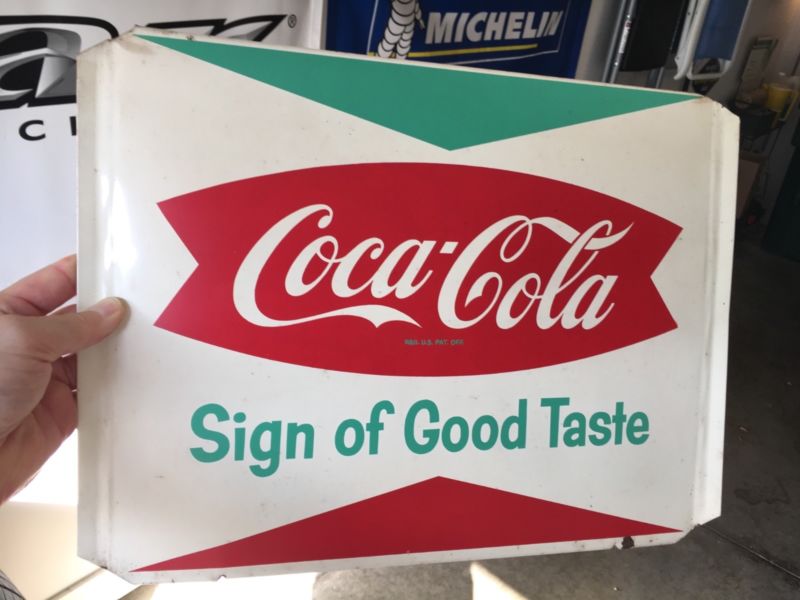 MICHELIN
Coca-Cola
REG. U.S. PAT. OFF.
Sign of Good Taste